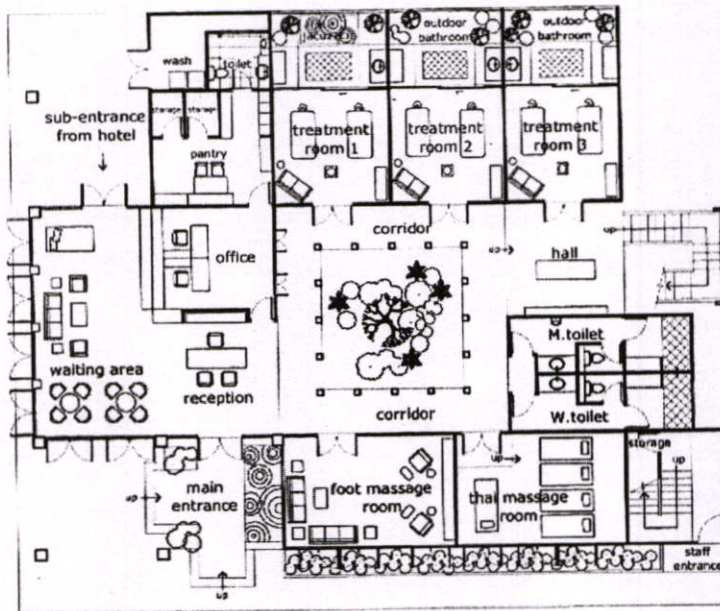 jacuzzi
outdoor
bathroom
outdoor
bathroom
wash
toilet
storage
storage
sub-entrance
from hotel
pantry
treatment
room 1
treatment
room 2
treatment
room 3
corridor
up
up
office
hall
M.toilet
waiting area
reception
W.toilet
corridor
storage
up
up
main
entrance
up
foot massage
room
thai massage
room
staff
entrance
up